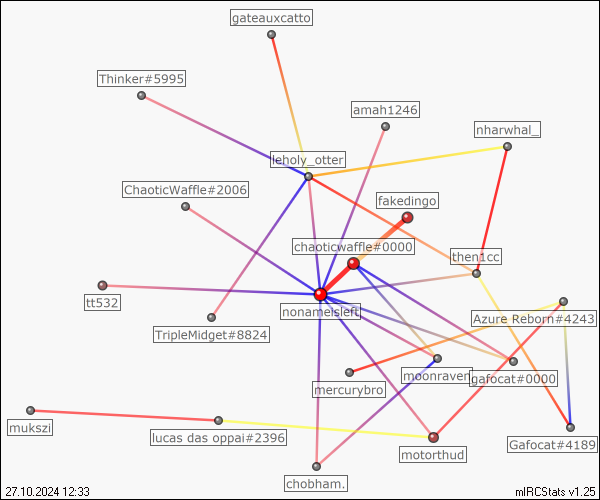 gateauxcatto
Thinker#5995
amah1246
nharwhal_
leholy_otter
ChaoticWaffle#2006
fakedingo
chaoticwaffle#0000
then1cc
tt532
nonameisleft
Azure Reborn#4243
TripleMidget#8824
moonraven
gafocat#0000
mercurybro
mukszi
lucas das oppai#2396
motorthud
Gafocat#4189
chobham.
27.10.2024 12:33
mIRCStats v1.25